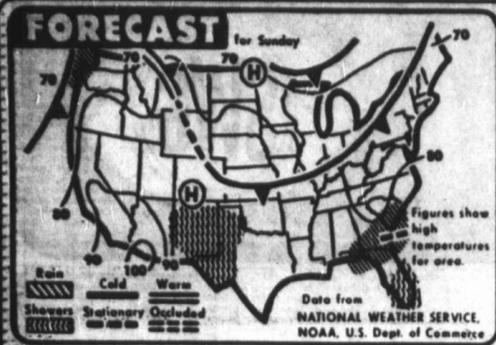 FORECAST
for Sunday
70
70
70
70
H
H
80
80
90
100
90
Figures show
high
temperatures
for area.
Rain
Cold
Warm
Showers
Stationary
Occluded
Data from
NATIONAL WEATHER SERVICE,
NOAA, U.S. Dept. of Commerce